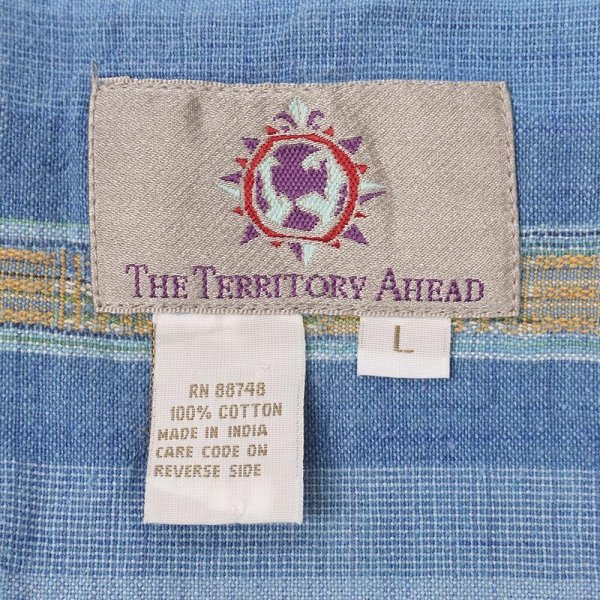 THE TERRITORY AHEAD
L
RN 88748
100% COTTON
MADE IN INDIA
CARE CODE ON
REVERSE SIDE